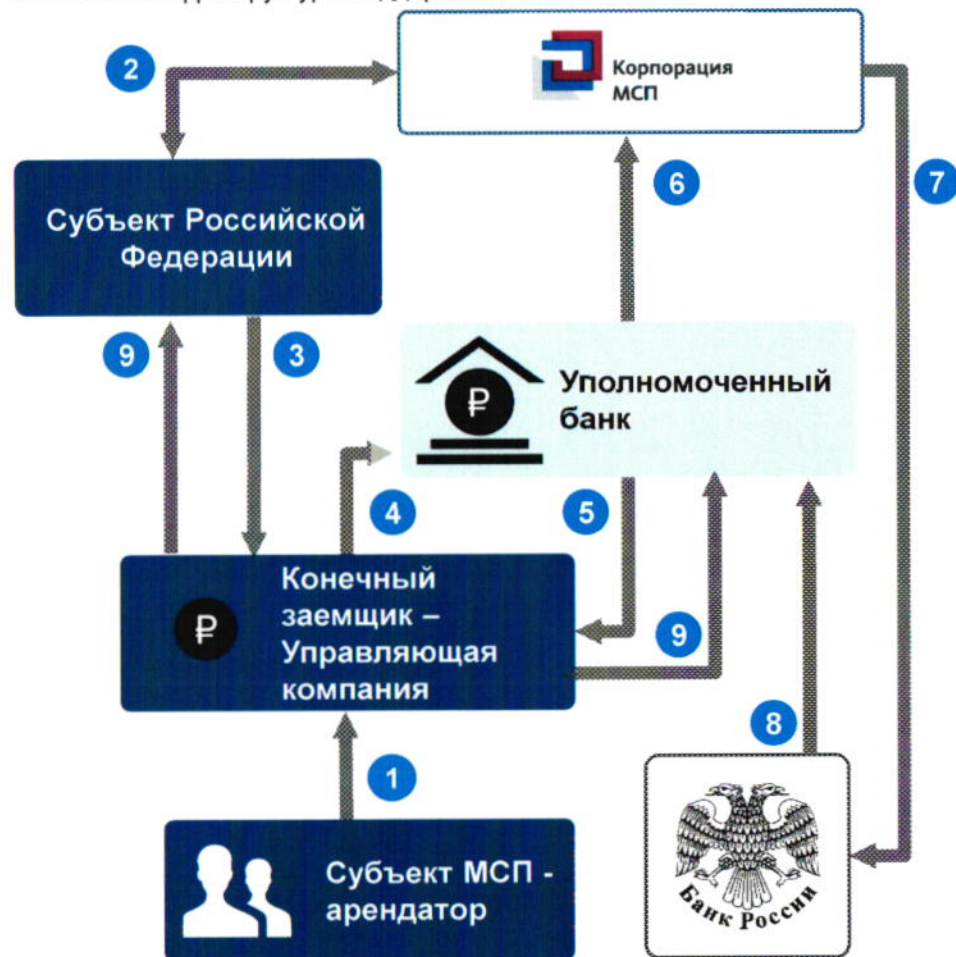 2
Корпорация
МСП
6
7
Субъект Российской
Федерации
9
3
₽
Уполномоченный
банк
4
5
₽
Конечный
заемщик –
Управляющая
компания
9
8
1
Субъект МСП -
арендатор
Банк России